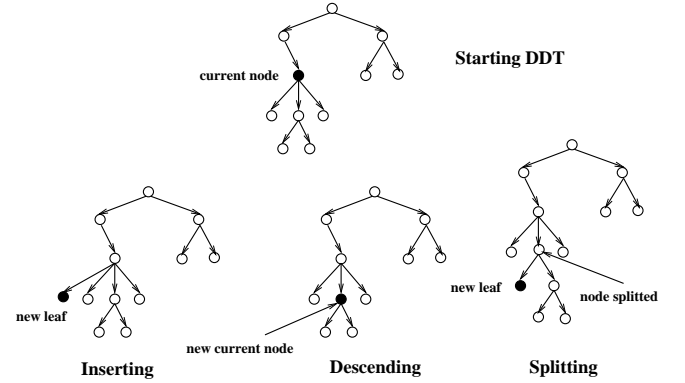 Starting DDT
current node
new leaf
node splitted
new leaf
new current node
Inserting
Descending
Splitting